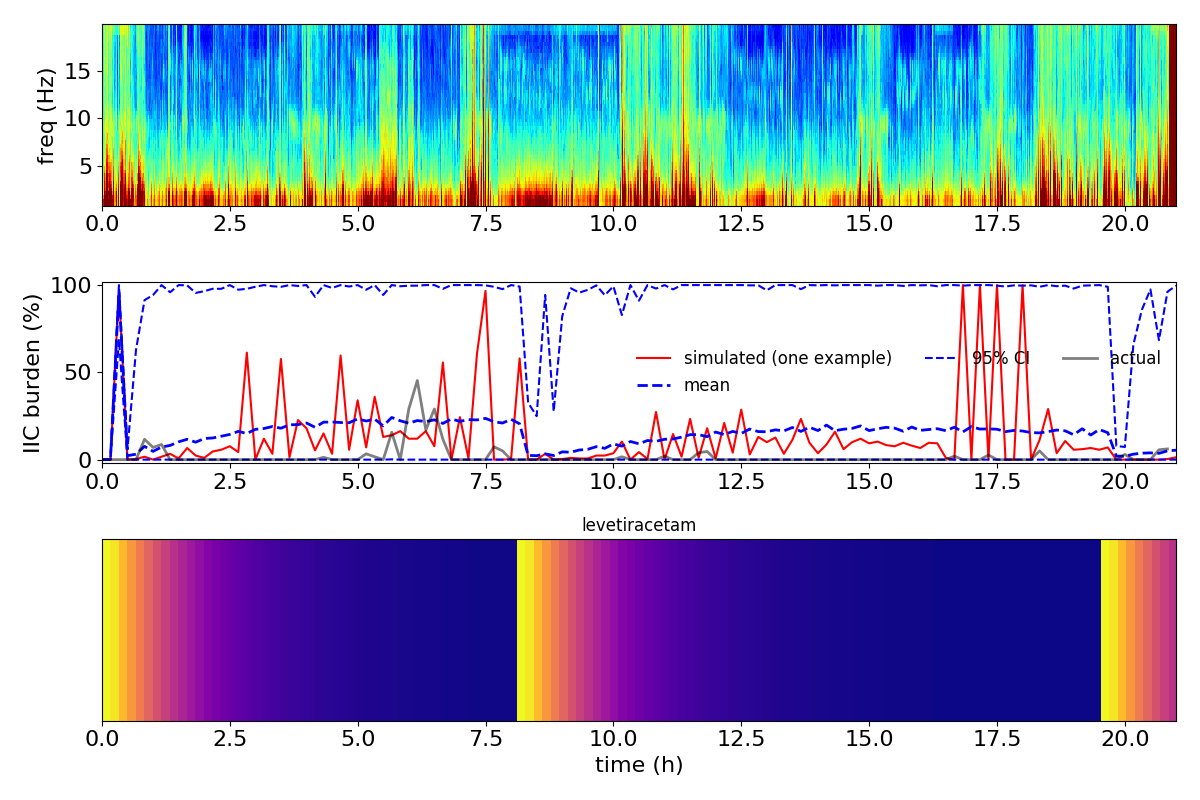 freq (Hz)
15
10
5
0.0 2.5 5.0 7.5 10.0 12.5 15.0 17.5 20.0
IIC burden (%)
100
50
0
simulated (one example) 95% CI actual
mean
0.0 2.5 5.0 7.5 10.0 12.5 15.0 17.5 20.0
levetiracetam
0.0 2.5 5.0 7.5 10.0 12.5 15.0 17.5 20.0
time (h)